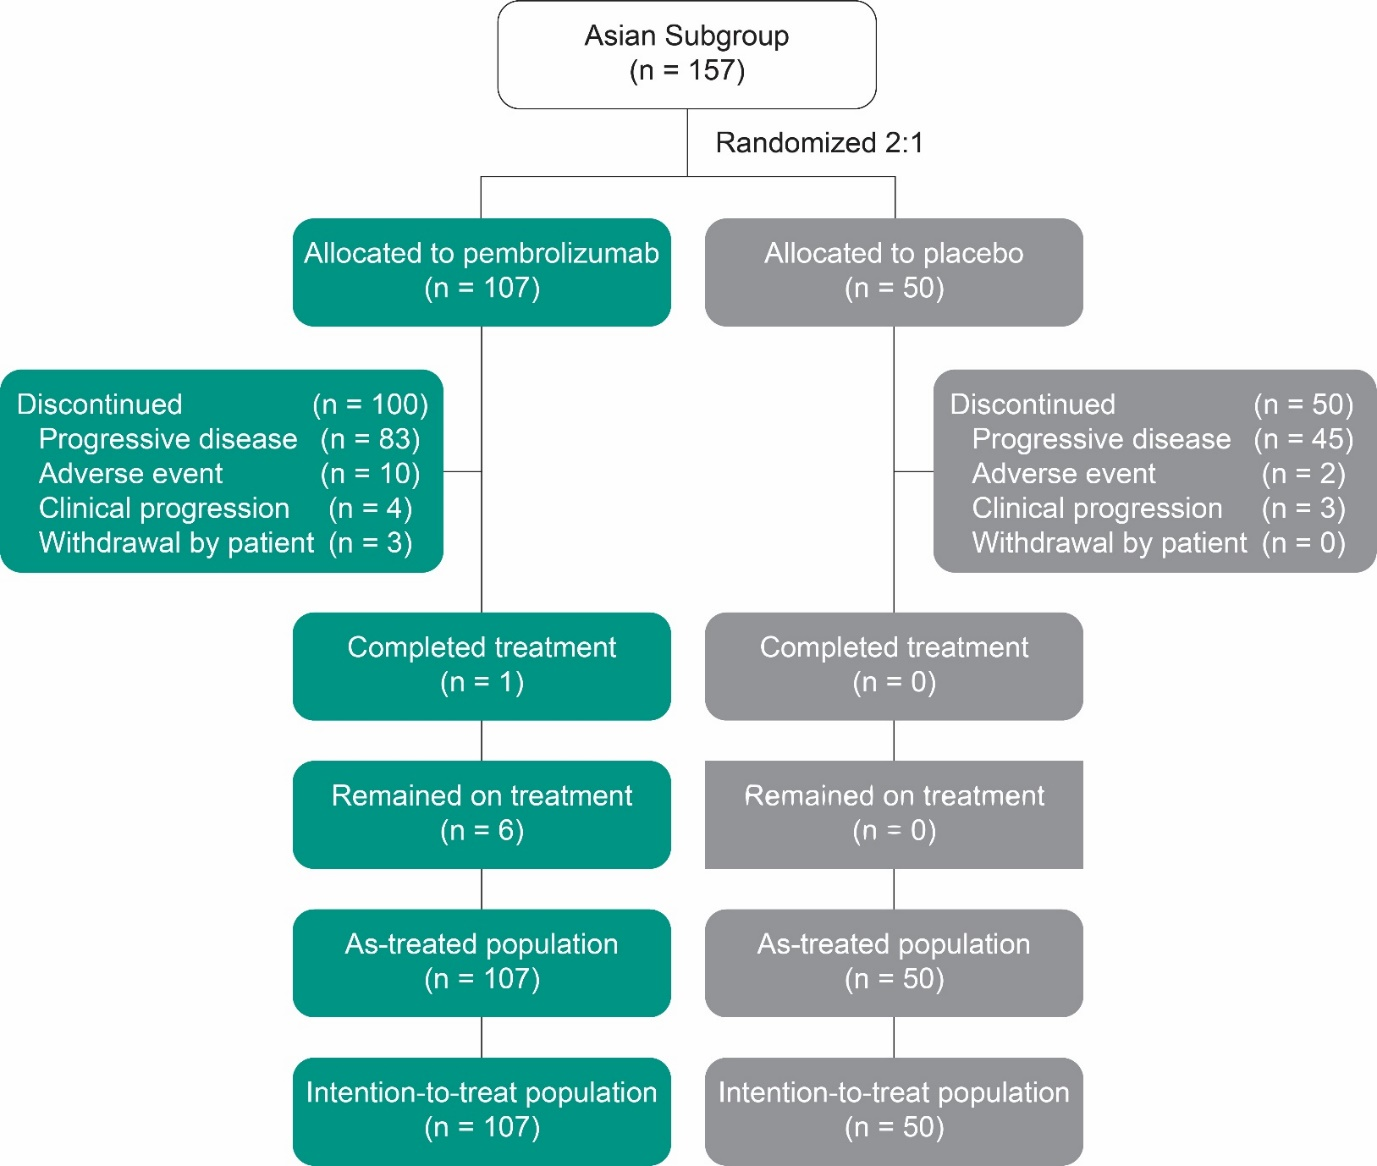 Asian Subgroup
(n = 157)
Randomized 2:1
Allocated to pembrolizumab
(n = 107)
Allocated to placebo
(n = 50)
Discontinued (n = 100)
Progressive disease (n = 83)
Adverse event (n = 10)
Clinical progression (n = 4)
Withdrawal by patient (n = 3)
Discontinued (n = 50)
Progressive disease (n = 45)
Adverse event (n = 2)
Clinical progression (n = 3)
Withdrawal by patient (n = 0)
Completed treatment
(n = 1)
Completed treatment
(n = 0)
Remained on treatment
(n = 6)
Remained on treatment
(n = 0)
As-treated population
(n = 107)
As-treated population
(n = 50)
Intention-to-treat population
(n = 107)
Intention-to-treat population
(n = 50)